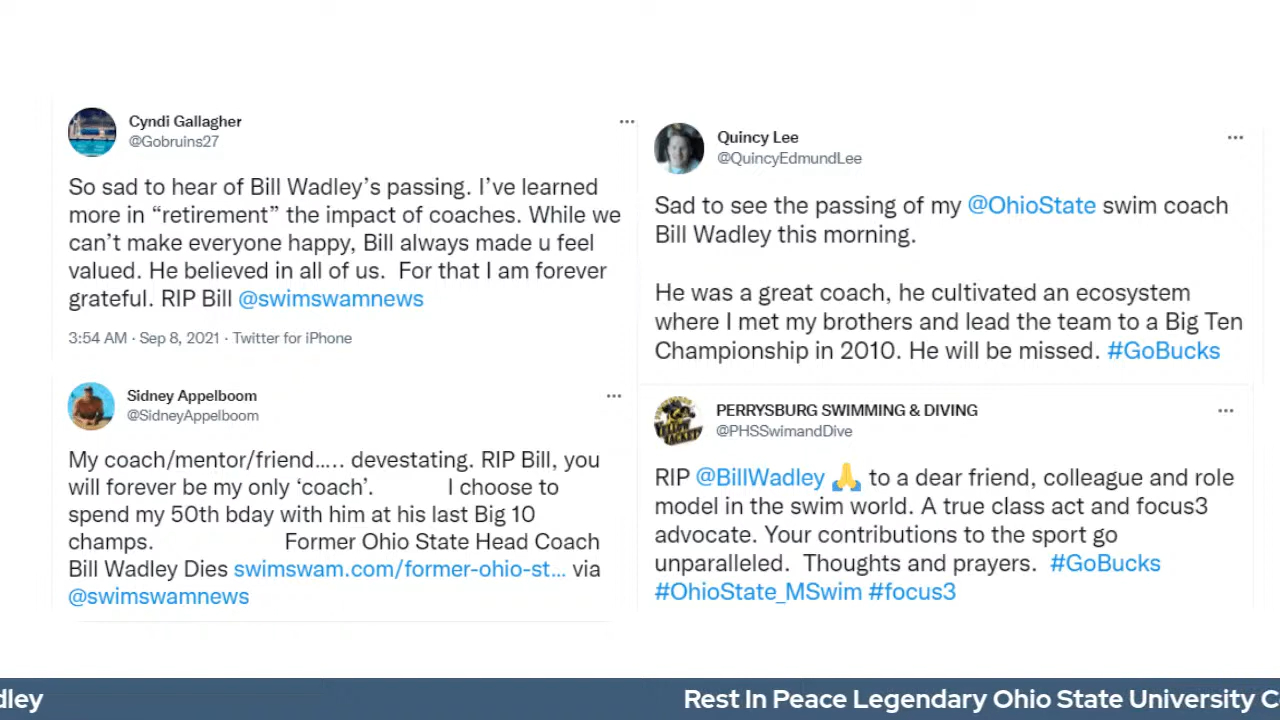 Cyndi Gallagher
@Gobruins27
So sad to hear of Bill Wadley’s passing. I’ve learned
more in “retirement” the impact of coaches. While we
can’t make everyone happy, Bill always made u feel
valued. He believed in all of us.  For that I am forever
grateful. RIP Bill @swimswamnews
3:54 AM · Sep 8, 2021 · Twitter for iPhone
Sidney Appelboom
@SidneyAppelboom
My coach/mentor/friend..... devestating. RIP Bill, you
will forever be my only ‘coach’. I choose to
spend my 50th bday with him at his last Big 10
champs. Former Ohio State Head Coach
Bill Wadley Dies swimswam.com/former-ohio-st... via
@swimswamnews
Quincy Lee
@QuincyEdmundLee
Sad to see the passing of my @OhioState swim coach
Bill Wadley this morning.
He was a great coach, he cultivated an ecosystem
where I met my brothers and lead the team to a Big Ten
Championship in 2010. He will be missed. #GoBucks
PERRYSBURG SWIMMING & DIVING
@PHSSwimandDive
RIP @BillWadley 🙏 to a dear friend, colleague and role
model in the swim world. A true class act and focus3
advocate. Your contributions to the sport go
unparalleled.  Thoughts and prayers.  #GoBucks
#OhioState_MSwim #focus3
dley
Rest In Peace Legendary Ohio State University C